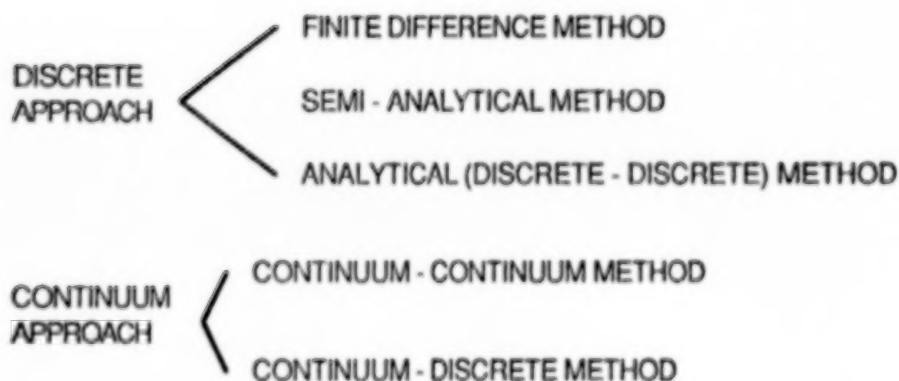 FINITE DIFFERENCE METHOD
DISCRETE
APPROACH
SEMI - ANALYTICAL METHOD
ANALYTICAL (DISCRETE - DISCRETE) METHOD
CONTINUUM - CONTINUUM METHOD
CONTINUUM
APPROACH
CONTINUUM - DISCRETE METHOD